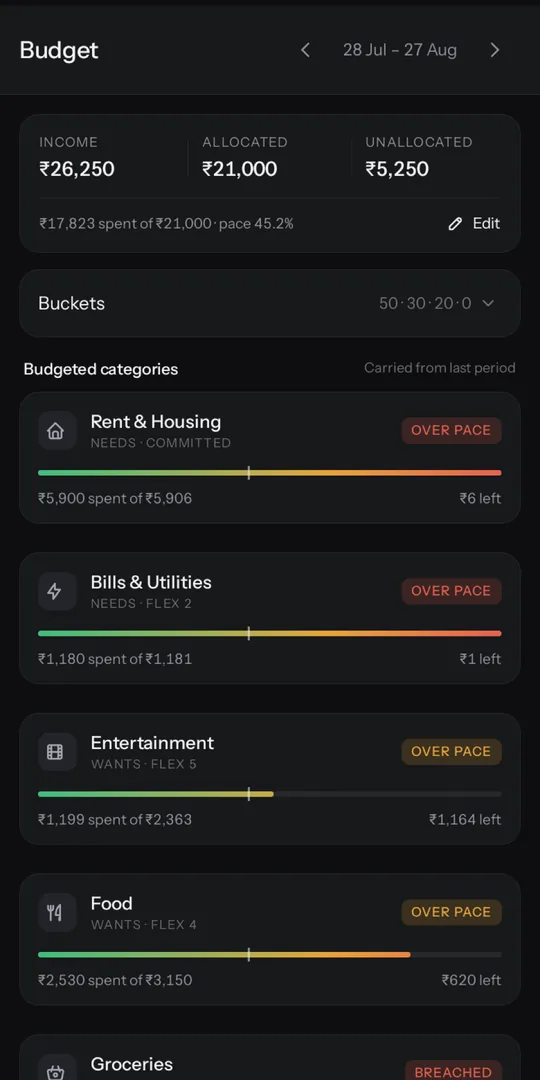 Budget
28 Jul – 27 Aug
INCOME ALLOCATED UNALLOCATED
₹26,250 ₹21,000 ₹5,250
₹17,823 spent of ₹21,000 · pace 45.2% Edit
Buckets 50 · 30 · 20 · 0
Budgeted categories Carried from last period
Rent & Housing OVER PACE
NEEDS · COMMITTED
₹5,900 spent of ₹5,906 ₹6 left
Bills & Utilities OVER PACE
NEEDS · FLEX 2
₹1,180 spent of ₹1,181 ₹1 left
Entertainment OVER PACE
WANTS · FLEX 5
₹1,199 spent of ₹2,363 ₹1,164 left
Food OVER PACE
WANTS · FLEX 4
₹2,530 spent of ₹3,150 ₹620 left
Groceries BREACHED